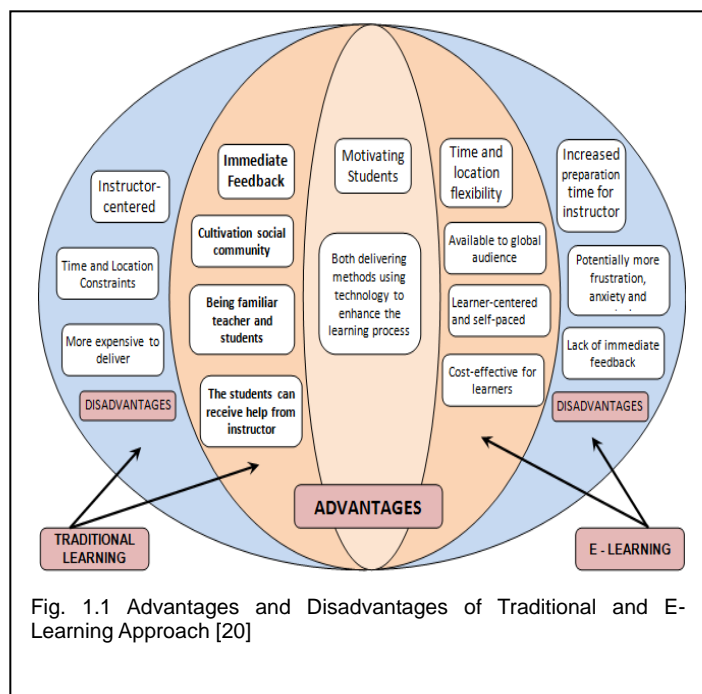 Instructor-
centered
Time and Location
Constraints
More expensive to
deliver
DISADVANTAGES
Immediate
Feedback
Cultivation social
community
Being familiar
teacher and
students
The students can
receive help from
instructor
Motivating
Students
Both delivering
methods using
technology to
enhance the
learning process
Time and
location
flexibility
Available to global
audience
Learner-centered
and self-paced
Cost-effective for
learners
Increased
preparation
time for
instructor
Potentially more
frustration,
anxiety and
Lack of immediate
feedback
DISADVANTAGES
ADVANTAGES
TRADITIONAL
LEARNING
E - LEARNING
Fig. 1.1 Advantages and Disadvantages of Traditional and E-
Learning Approach [20]